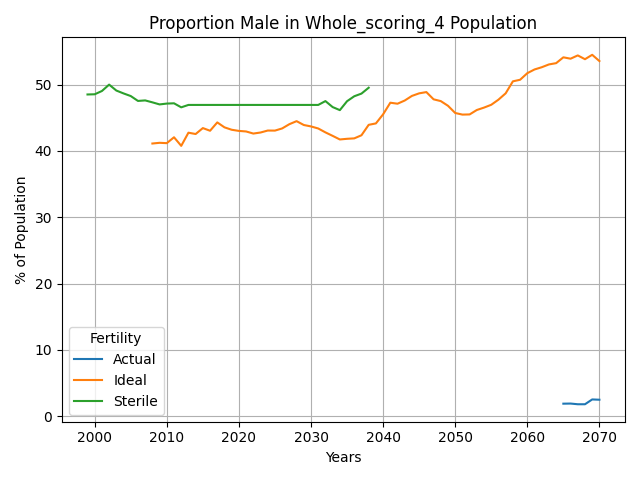 Proportion Male in Whole_scoring_4 Population
% of Population
50
40
30
20
10
0
Fertility
Actual
Ideal
Sterile
2000 2010 2020 2030 2040 2050 2060 2070
Years